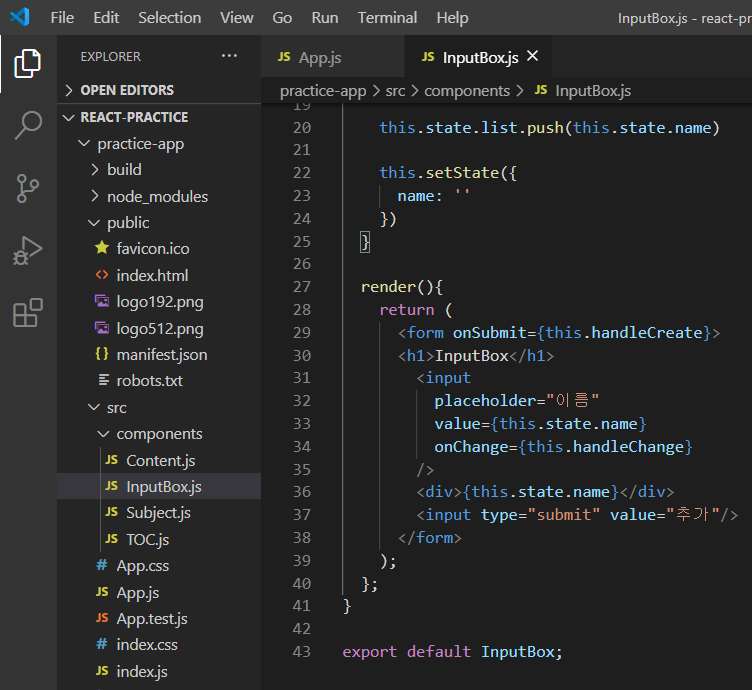 File Edit Selection View Go Run Terminal Help InputBox.js - react-pr
EXPLORER ···
OPEN EDITORS
REACT-PRACTICE
practice-app
build
node_modules
public
favicon.ico
<> index.html
logo192.png
logo512.png
{} manifest.json
robots.txt
src
components
JS Content.js
JS InputBox.js
JS Subject.js
JS TOC.js
# App.css
JS App.js
JS App.test.js
# index.css
JS index.js
JS App.js JS InputBox.js ×
practice-app > src > components > JS InputBox.js
19
20 this.state.list.push(this.state.name)
21
22 this.setState({
23 name: ''
24 })
25 }
26
27 render(){
28 return (
29 <form onSubmit={this.handleCreate}>
30 <h1>InputBox</h1>
31 <input
32 placeholder="이름"
33 value={this.state.name}
34 onChange={this.handleChange}
35 />
36 <div>{this.state.name}</div>
37 <input type="submit" value="추가"/>
38 </form>
39 );
40 };
41 }
42
43 export default InputBox;